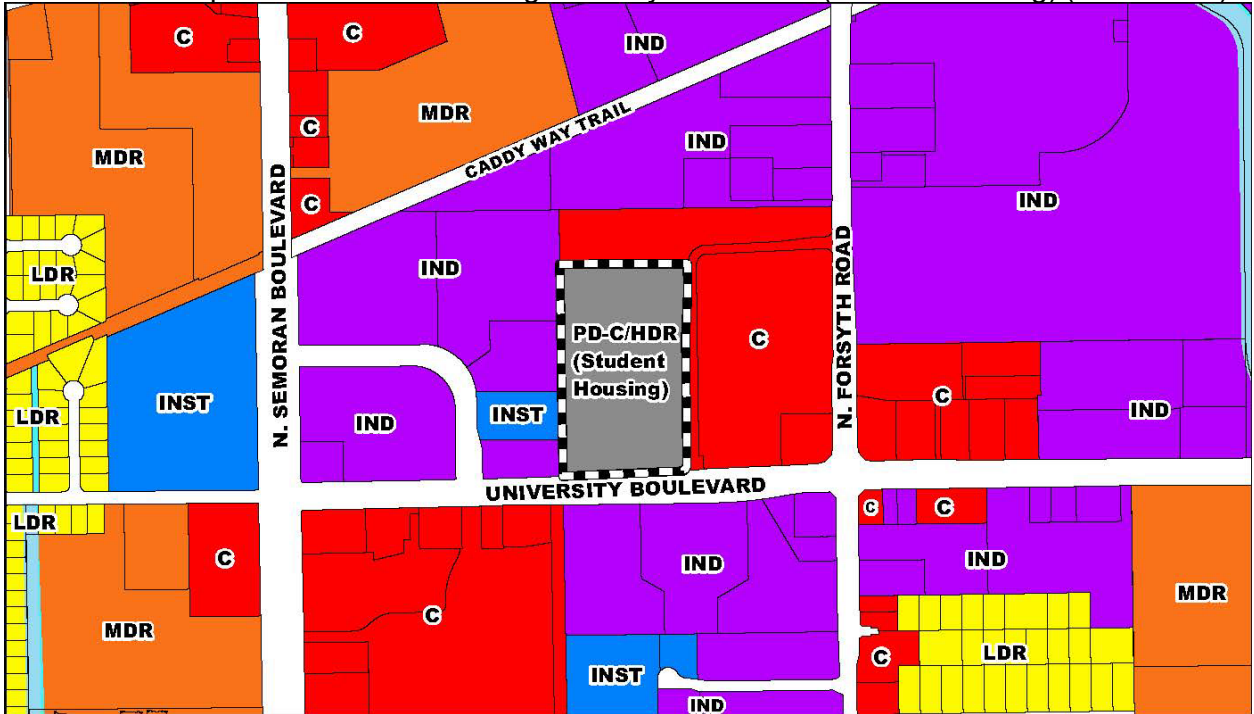 C
C
IND
MDR
MDR
C
CADDY WAY TRAIL
IND
IND
C
N. SEMORAN BOULEVARD
LDR
IND
N. FORSYTH ROAD
PD-C/HDR
(Student
Housing)
C
INST
LDR
IND
INST
C
IND
UNIVERSITY BOULEVARD
LDR
C
C
C
IND
IND
C
MDR
MDR
C
C
LDR
INST
IND